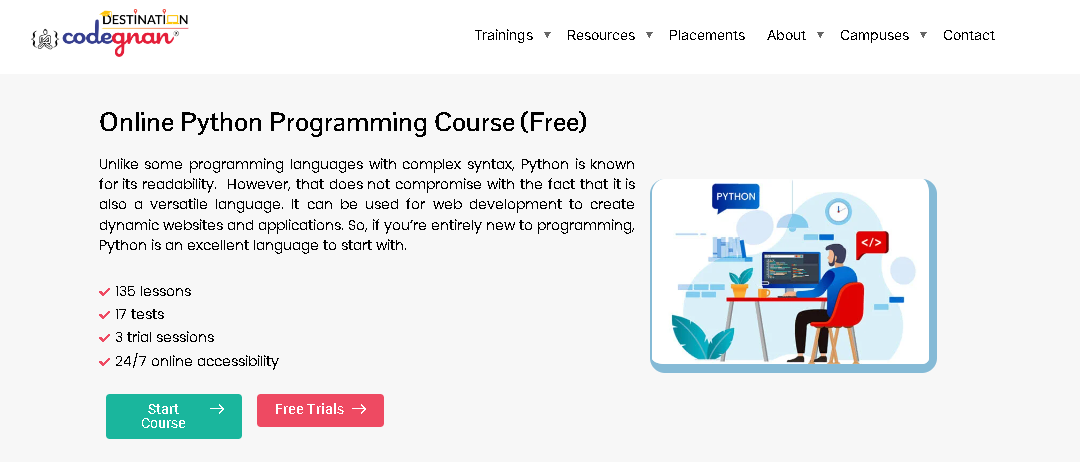 DESTINATION
codegnan®
Trainings ▼ Resources ▼ Placements About ▼ Campuses ▼ Contact
Online Python Programming Course (Free)
Unlike some programming languages with complex syntax, Python is known
for its readability. However, that does not compromise with the fact that it is
also a versatile language. It can be used for web development to create
dynamic websites and applications. So, if you’re entirely new to programming,
Python is an excellent language to start with.
135 lessons
17 tests
3 trial sessions
24/7 online accessibility
Start
Course
Free Trials
PYTHON
</>